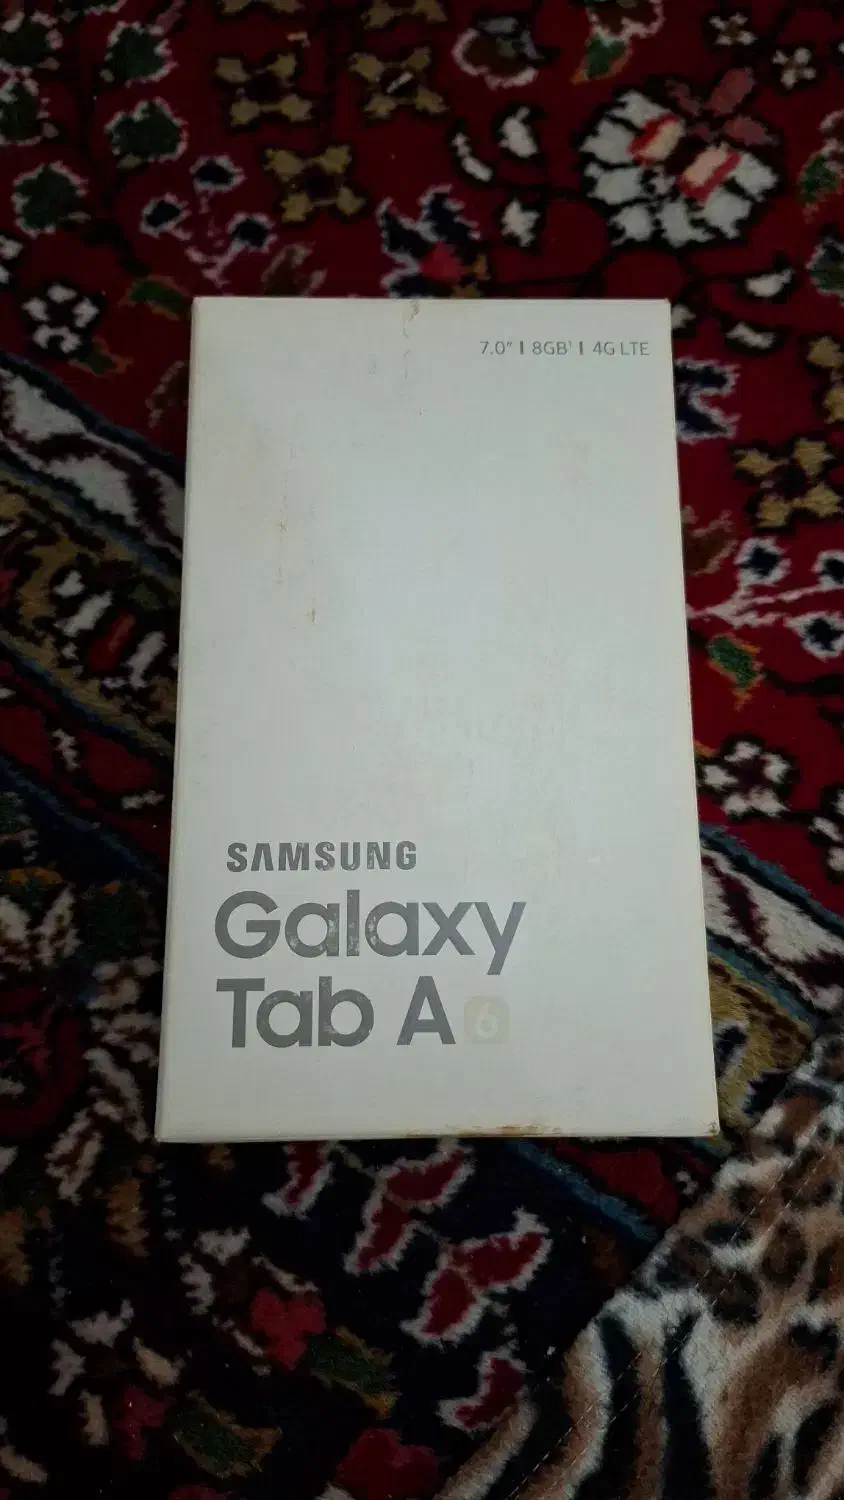 7.0" | 8GB¹ | 4G LTE
SAMSUNG
Galaxy
Tab A 6